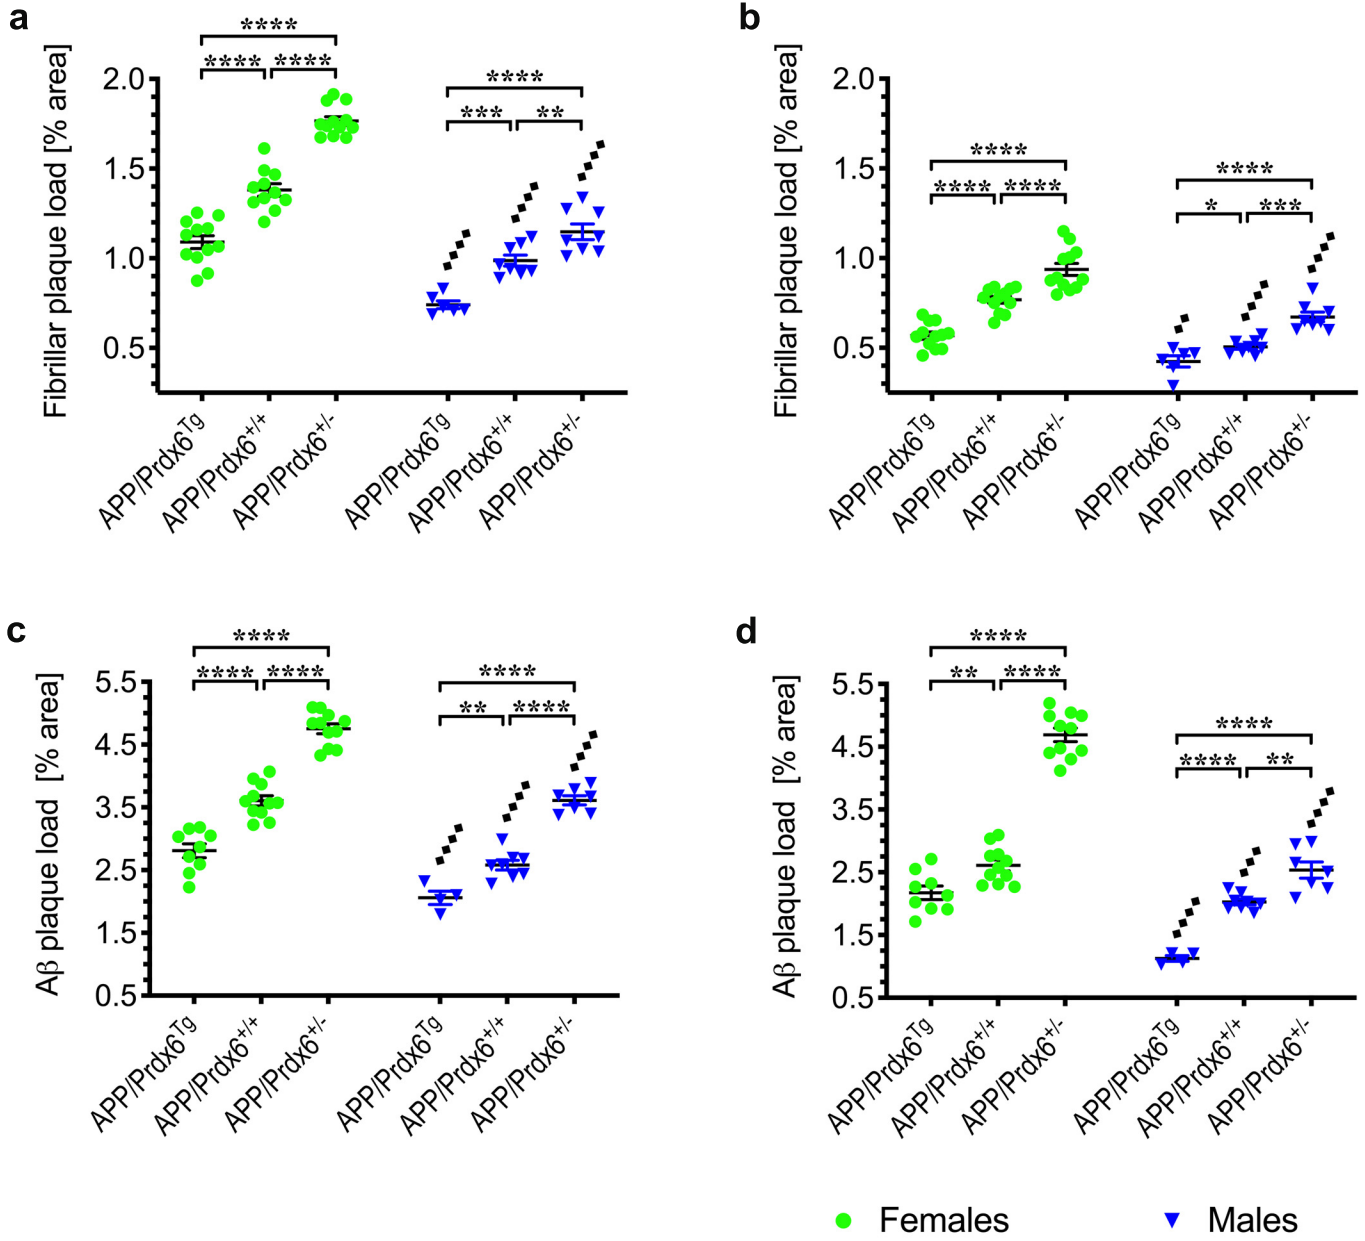 a
****
**** ****
****
*** **
Fibrillar plaque load [% area]
2.0
1.5
1.0
0.5
APP/Prdx6Tg
APP/Prdx6+/+
APP/Prdx6+/-
APP/Prdx6Tg
APP/Prdx6+/+
APP/Prdx6+/-
b
****
**** ****
****
* ***
Fibrillar plaque load [% area]
2.0
1.5
1.0
0.5
APP/Prdx6Tg
APP/Prdx6+/+
APP/Prdx6+/-
APP/Prdx6Tg
APP/Prdx6+/+
APP/Prdx6+/-
c
****
**** ****
****
** ****
Aβ plaque load [% area]
5.5
4.5
3.5
2.5
1.5
0.5
APP/Prdx6Tg
APP/Prdx6+/+
APP/Prdx6+/-
APP/Prdx6Tg
APP/Prdx6+/+
APP/Prdx6+/-
d
****
** ****
****
**** **
Aβ plaque load [% area]
5.5
4.5
3.5
2.5
1.5
0.5
APP/Prdx6Tg
APP/Prdx6+/+
APP/Prdx6+/-
APP/Prdx6Tg
APP/Prdx6+/+
APP/Prdx6+/-
Females
Males